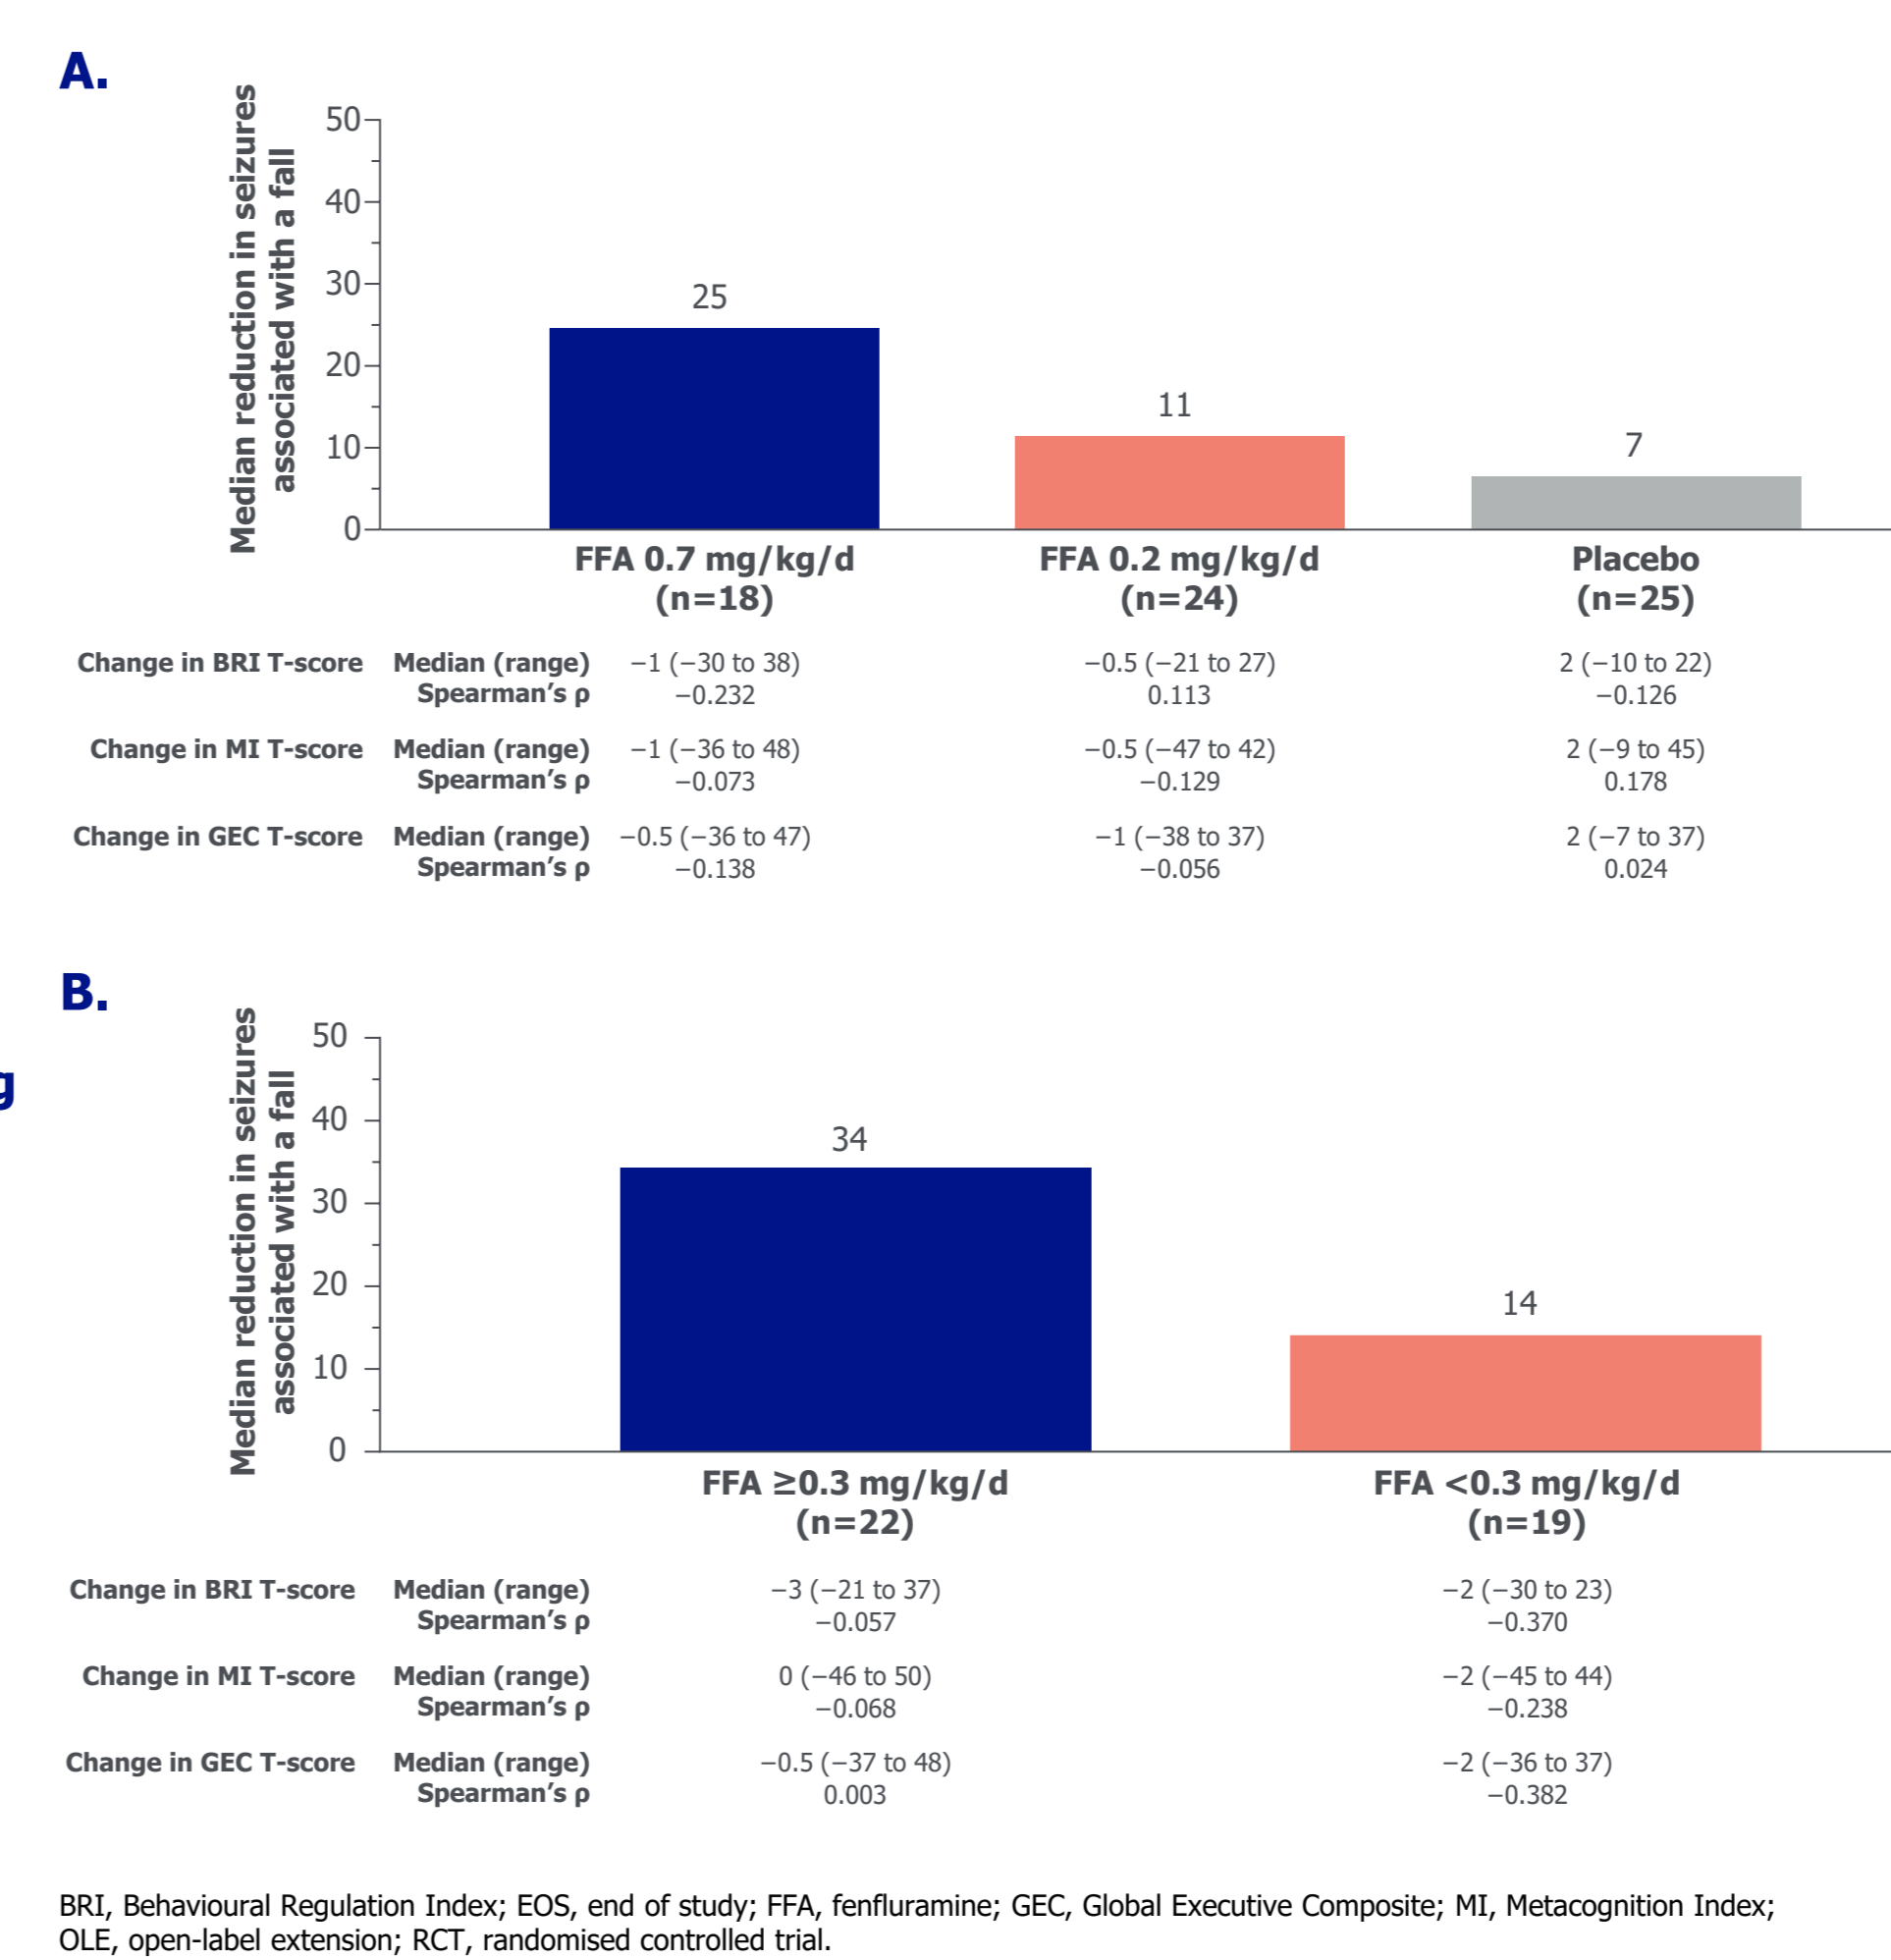 A.
Median reduction in seizures
associated with a fall
50
40
30
20
10
0
25
11
7
FFA 0.7 mg/kg/d
(n=18)
FFA 0.2 mg/kg/d
(n=24)
Placebo
(n=25)
Change in BRI T-score Median (range) −1 (−30 to 38) −0.5 (−21 to 27) 2 (−10 to 22)
Spearman’s ρ −0.232 0.113 −0.126
Change in MI T-score Median (range) −1 (−36 to 48) −0.5 (−47 to 42) 2 (−9 to 45)
Spearman’s ρ −0.073 −0.129 0.178
Change in GEC T-score Median (range) −0.5 (−36 to 47) −1 (−38 to 37) 2 (−7 to 37)
Spearman’s ρ −0.138 −0.056 0.024
B.
g
Median reduction in seizures
associated with a fall
50
40
30
20
10
0
34
14
FFA ≥0.3 mg/kg/d
(n=22)
FFA <0.3 mg/kg/d
(n=19)
Change in BRI T-score Median (range) −3 (−21 to 37) −2 (−30 to 23)
Spearman’s ρ −0.057 −0.370
Change in MI T-score Median (range) 0 (−46 to 50) −2 (−45 to 44)
Spearman’s ρ −0.068 −0.238
Change in GEC T-score Median (range) −0.5 (−37 to 48) −2 (−36 to 37)
Spearman’s ρ 0.003 −0.382
BRI, Behavioural Regulation Index; EOS, end of study; FFA, fenfluramine; GEC, Global Executive Composite; MI, Metacognition Index;
OLE, open-label extension; RCT, randomised controlled trial.